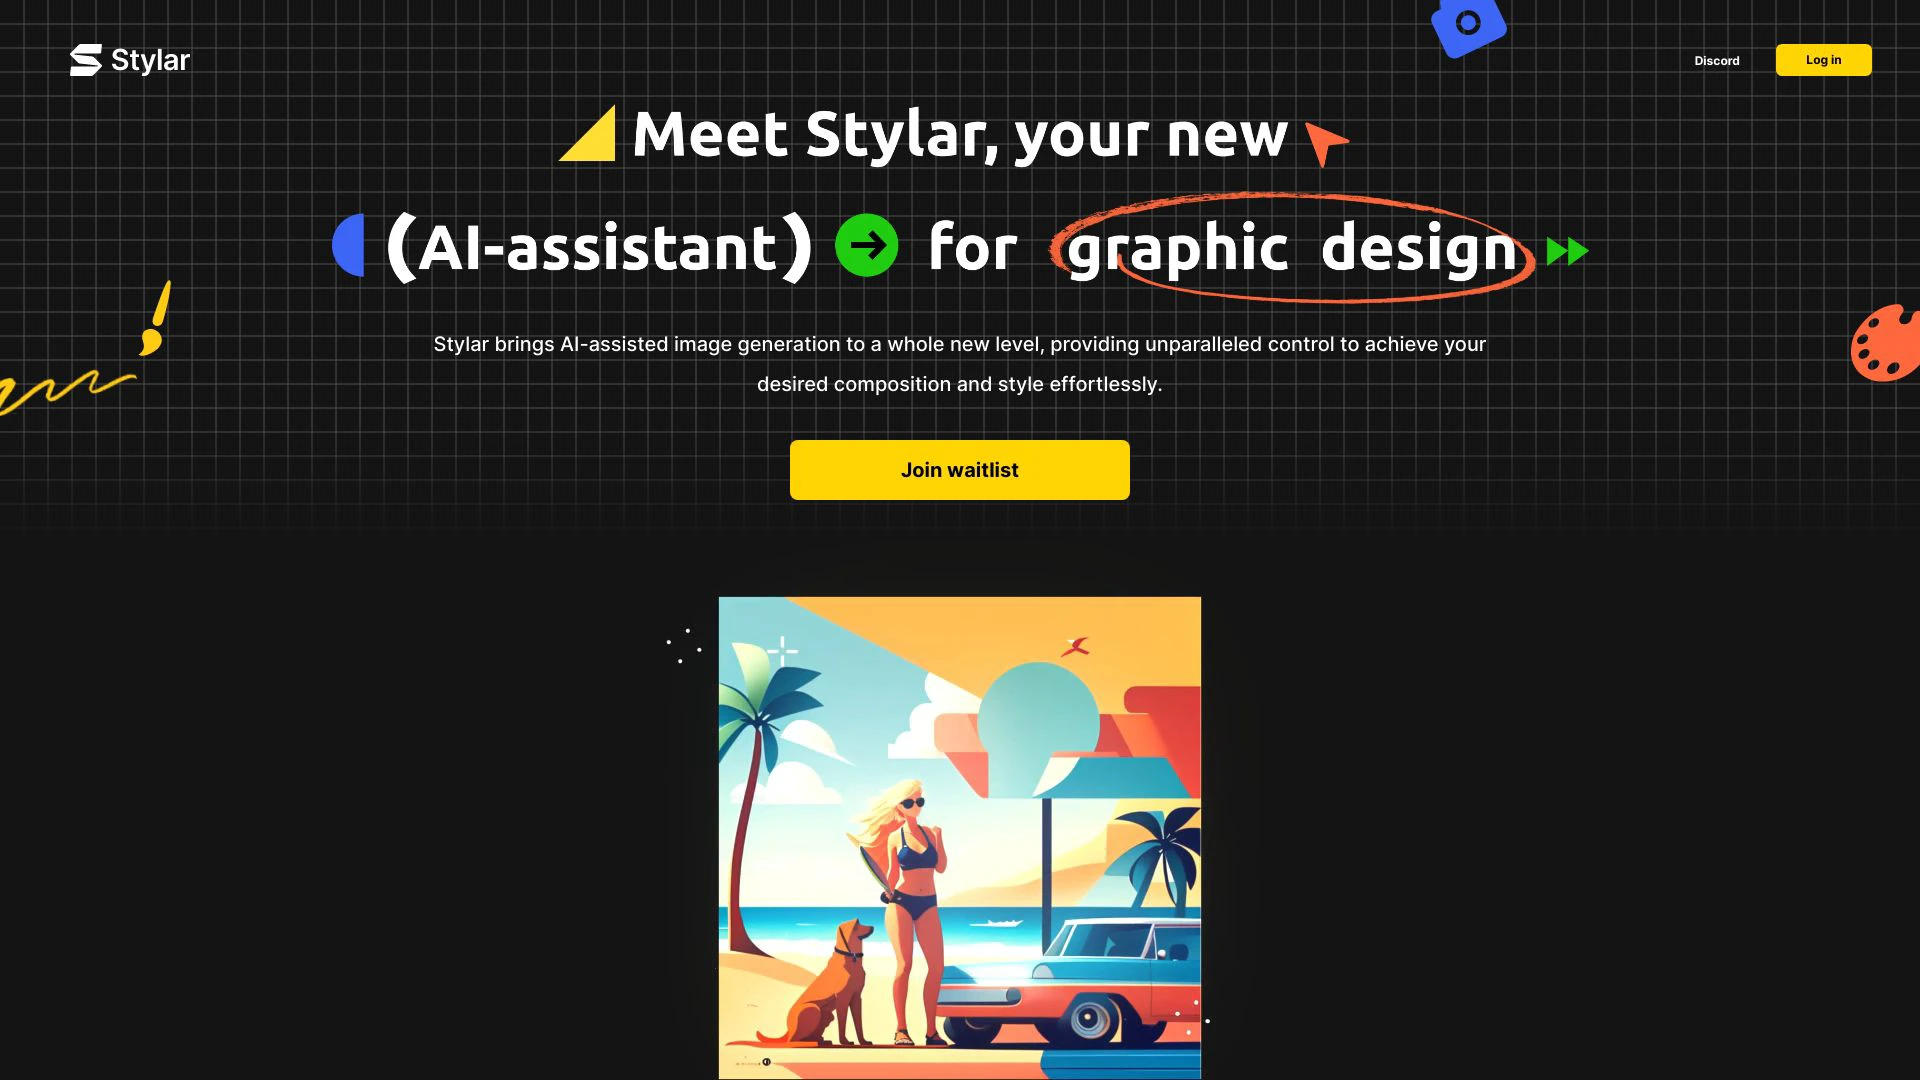 Stylar
Discord
Log in
Meet Stylar, your new
(AI-assistant) for graphic design
Stylar brings AI-assisted image generation to a whole new level, providing unparalleled control to achieve your
desired composition and style effortlessly.
Join waitlist